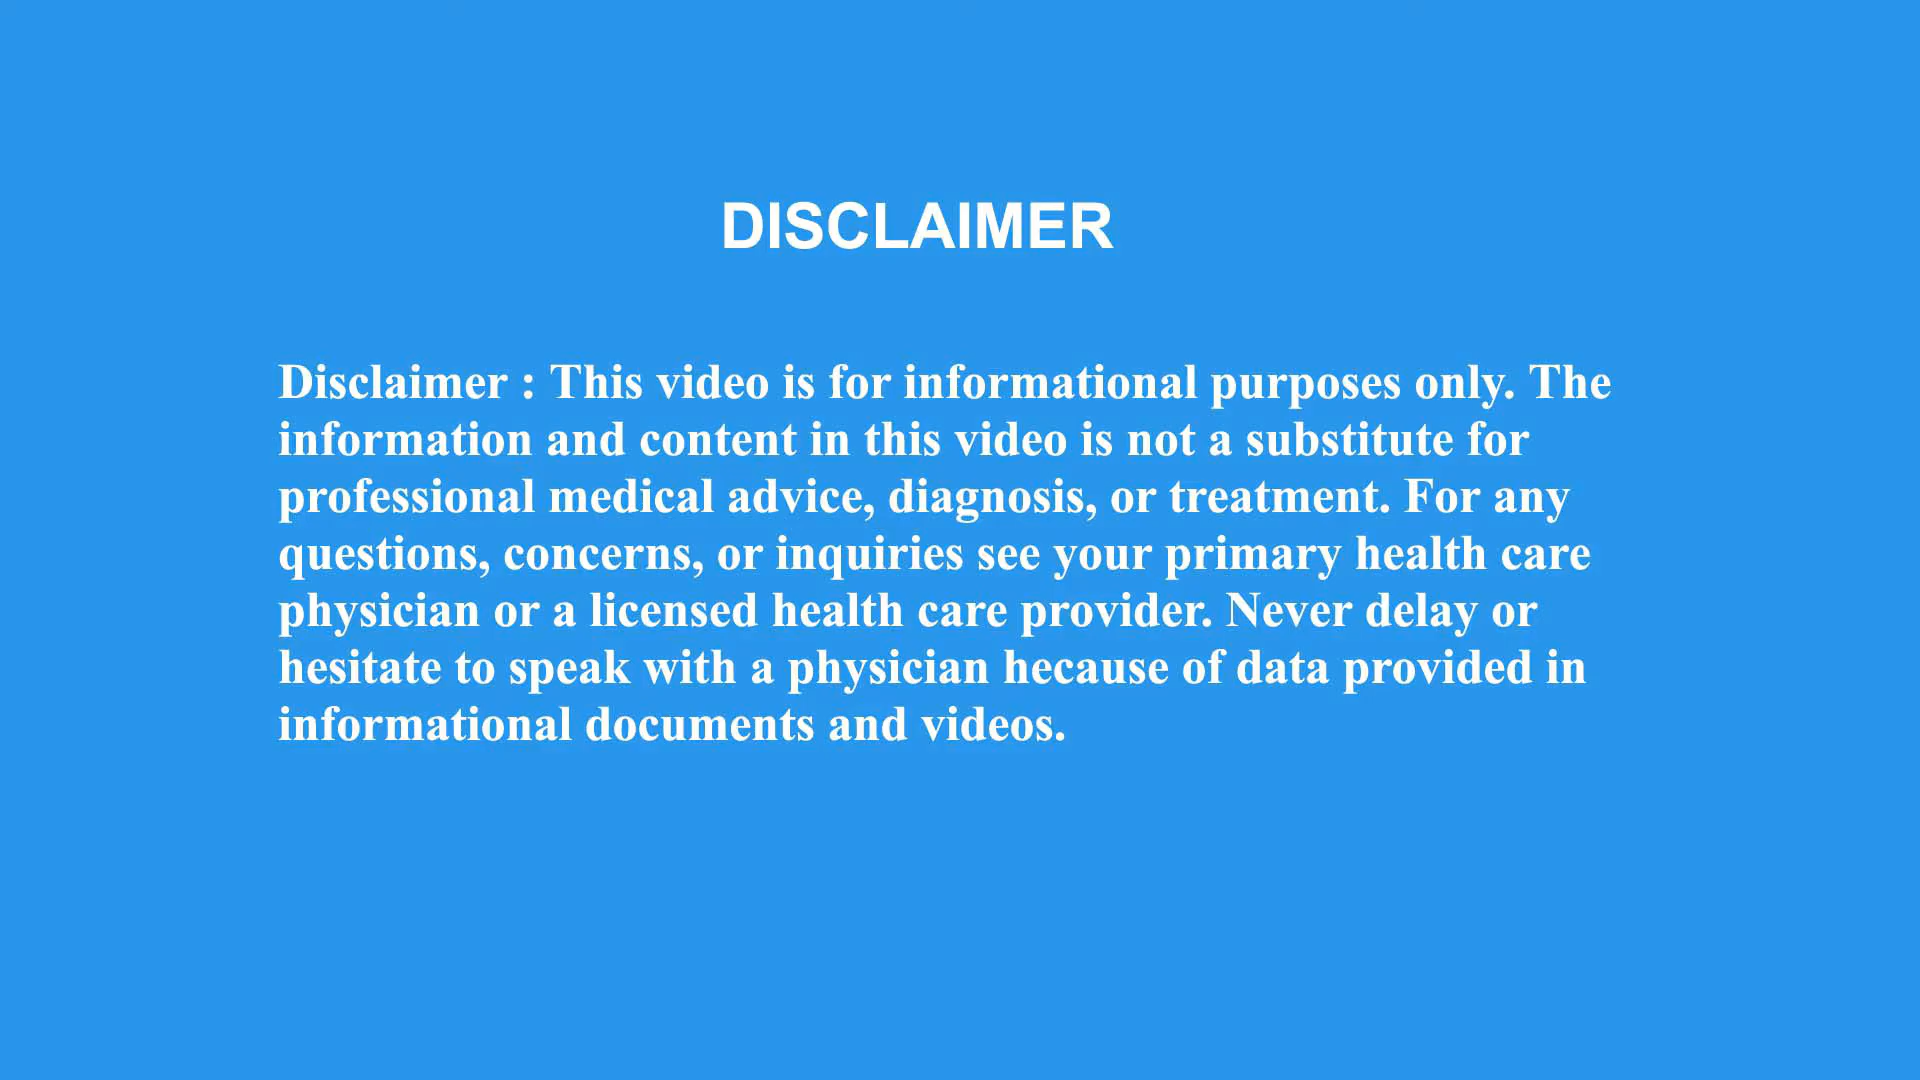 DISCLAIMER
Disclaimer : This video is for informational purposes only. The
information and content in this video is not a substitute for
professional medical advice, diagnosis, or treatment. For any
questions, concerns, or inquiries see your primary health care
physician or a licensed health care provider. Never delay or
hesitate to speak with a physician hecause of data provided in
informational documents and videos.